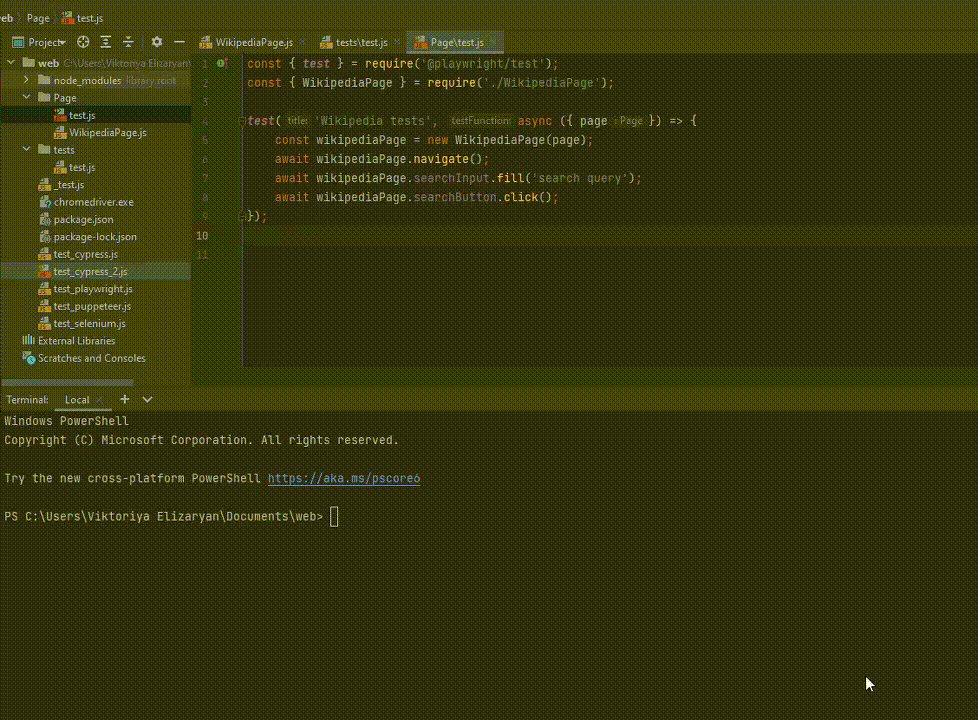 eb Page test.js
Project
WikipediaPage.js tests\test.js Page\test.js
web C:\Users\Viktoriya Elizaryan\
node_modules library root
Page
test.js
WikipediaPage.js
tests
test.js
_test.js
chromedriver.exe
package.json
package-lock.json
test_cypress.js
test_cypress_2.js
test_playwright.js
test_puppeteer.js
test_selenium.js
External Libraries
Scratches and Consoles
1 const { test } = require('@playwright/test');
2 const { WikipediaPage } = require('./WikipediaPage');
3
4 test( title: 'Wikipedia tests', testFunction: async ({ page : Page }) => {
5 const wikipediaPage = new WikipediaPage(page);
6 await wikipediaPage.navigate();
7 await wikipediaPage.searchInput.fill('search query');
8 await wikipediaPage.searchButton.click();
9 });
10
11
Terminal: Local
Windows PowerShell
Copyright (C) Microsoft Corporation. All rights reserved.
Try the new cross-platform PowerShell https://aka.ms/pscore6
PS C:\Users\Viktoriya Elizaryan\Documents\web>